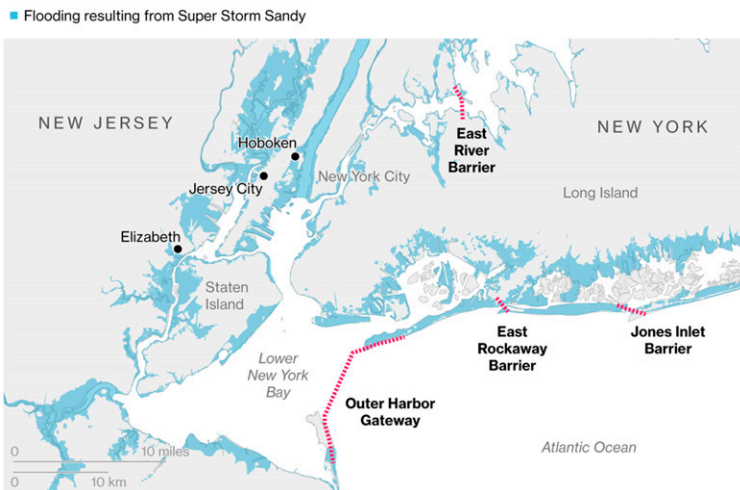 Flooding resulting from Super Storm Sandy
NEW JERSEY
Hoboken
Jersey City
New York City
East
River
Barrier
NEW YORK
Long Island
Elizabeth
Staten
Island
Lower
New York
Bay
Outer Harbor
Gateway
East
Rockaway
Barrier
Jones Inlet
Barrier
Atlantic Ocean
0
10 miles
0
10 km